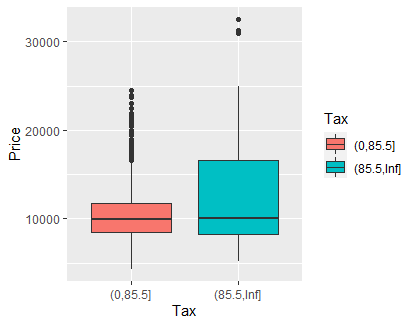 30000
20000
10000
Price
(0,85.5]
(85.5,Inf]
Tax
Tax
(0,85.5]
(85.5,Inf]